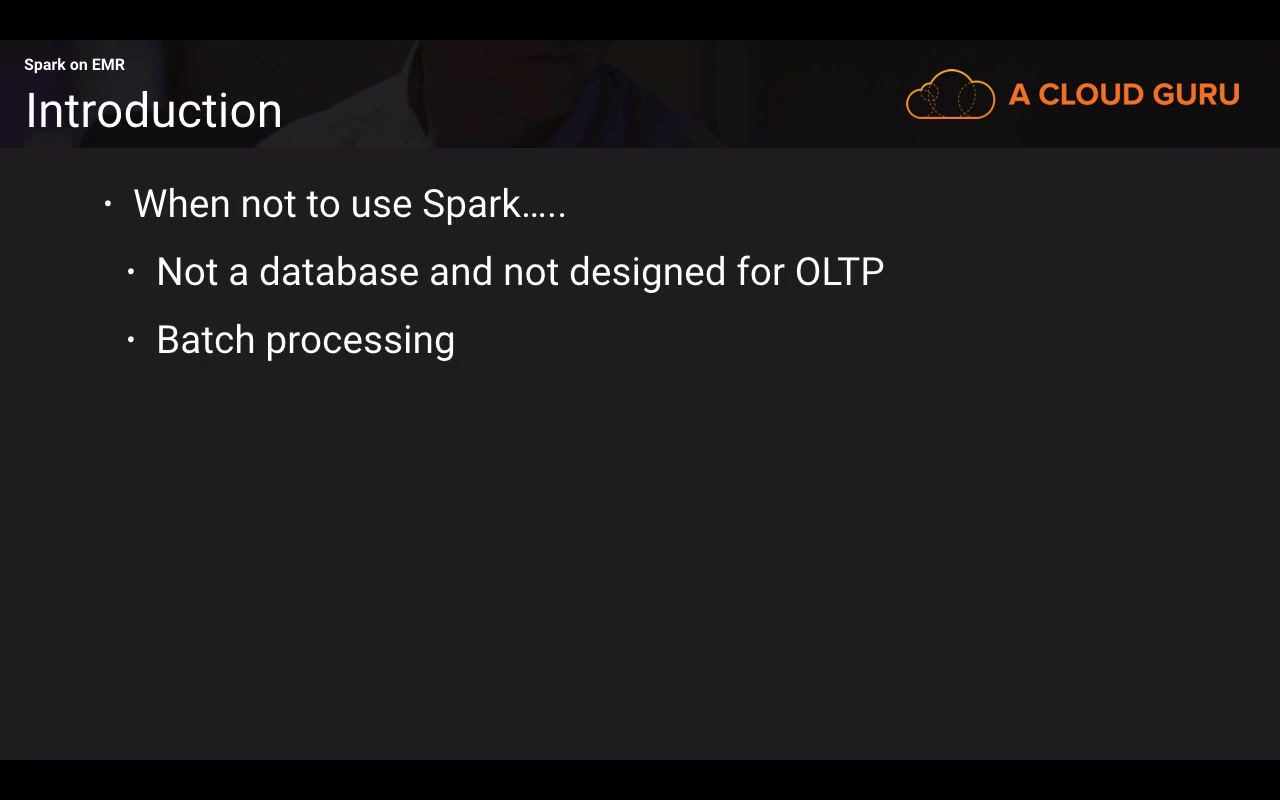 Spark on EMR
Introduction
A CLOUD GURU
• When not to use Spark…..
• Not a database and not designed for OLTP
• Batch processing